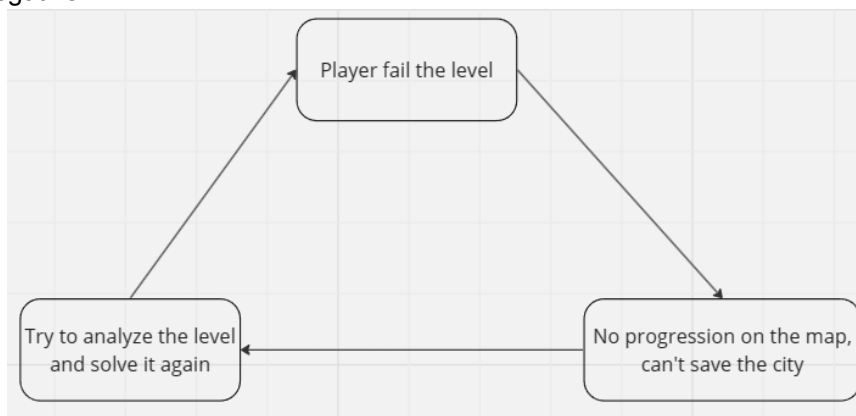 Player fail the level
Try to analyze the level
and solve it again
No progression on the map,
can't save the city